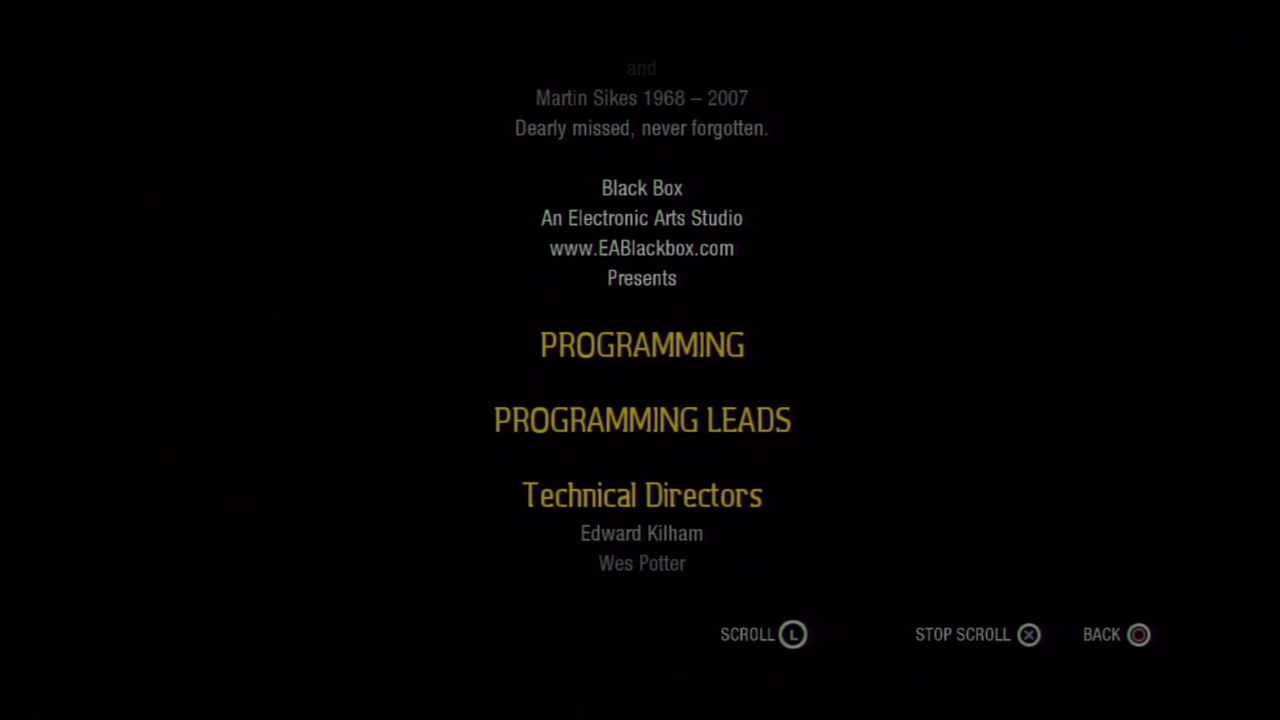 and
Martin Sikes 1968 – 2007
Dearly missed, never forgotten.
Black Box
An Electronic Arts Studio
www.EABlackbox.com
Presents
PROGRAMMING
PROGRAMMING LEADS
Technical Directors
Edward Kilham
Wes Potter
SCROLL L STOP SCROLL BACK